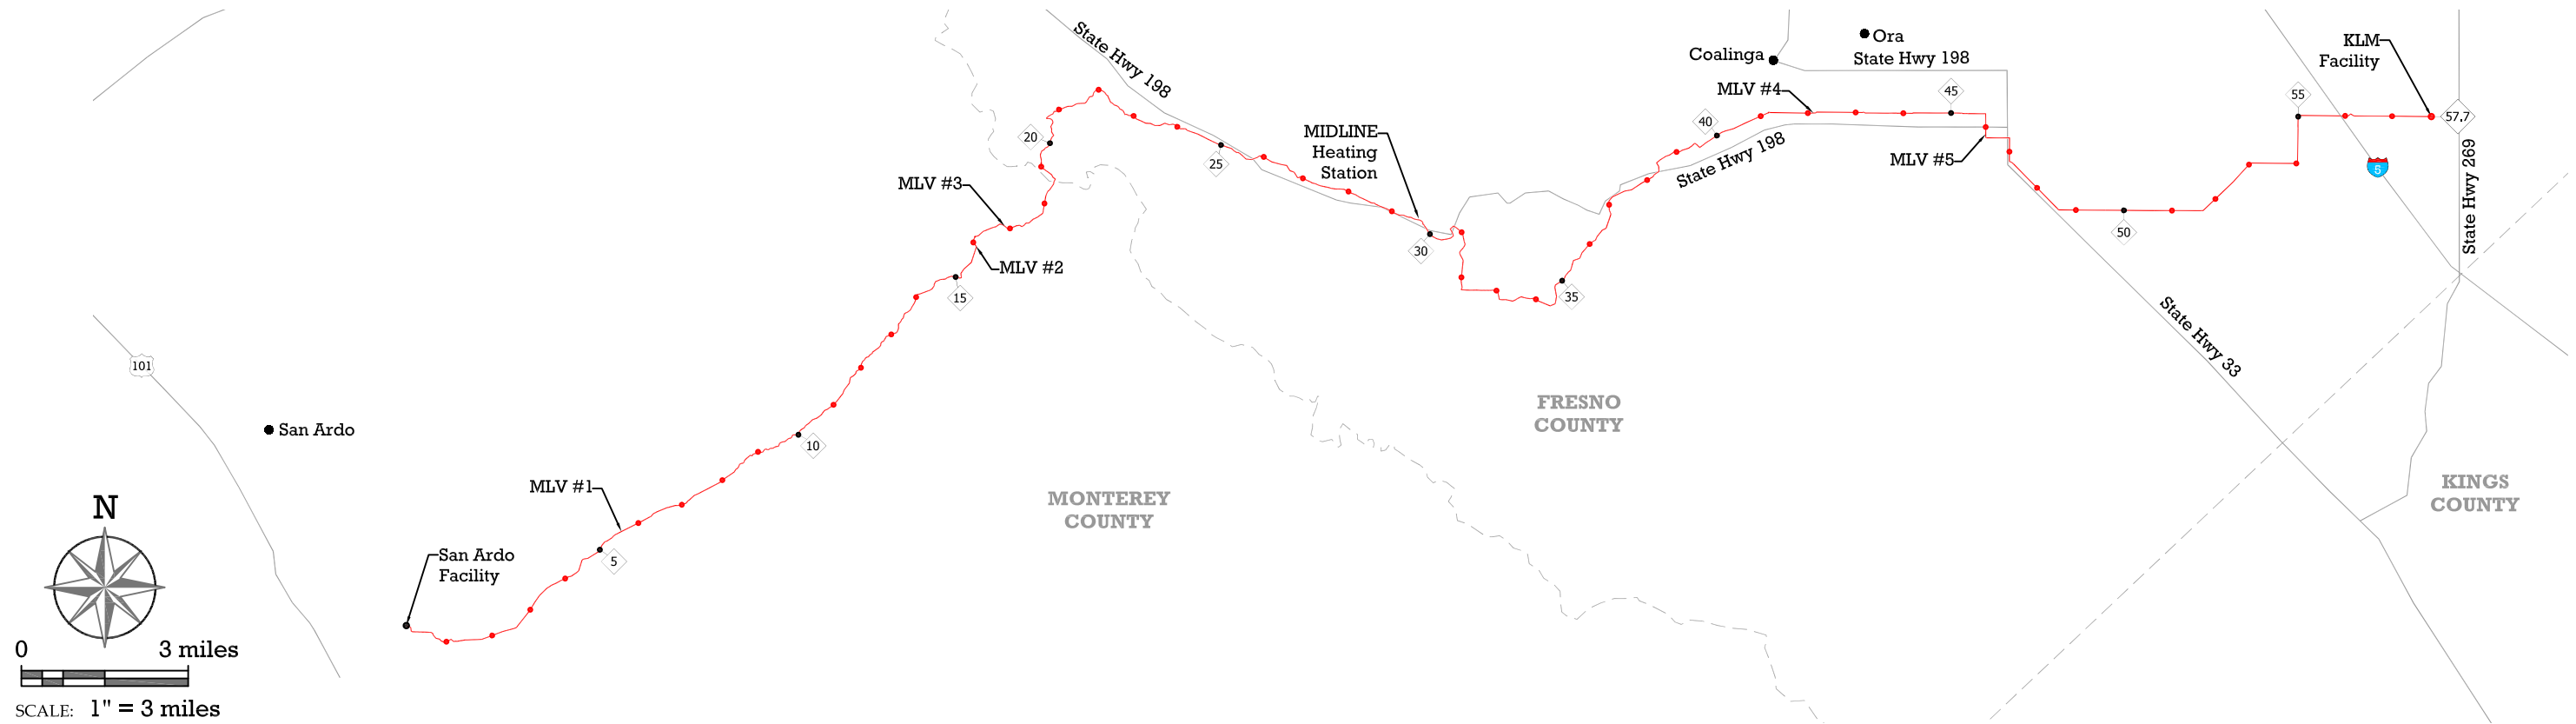 State Hwy 198
Coalinga
Ora
State Hwy 198
KLM
Facility
MLV #4
45
55
57,7
40
20
MIDLINE
Heating
Station
25
State Hwy 198
MLV #5
State Hwy 269
5
MLV #3
30
50
MLV #2
15
35
101
State Hwy 33
San Ardo
10
FRESNO
COUNTY
MLV #1
MONTEREY
COUNTY
KINGS
COUNTY
N
San Ardo
Facility
5
0 3 miles
SCALE: 1" = 3 miles